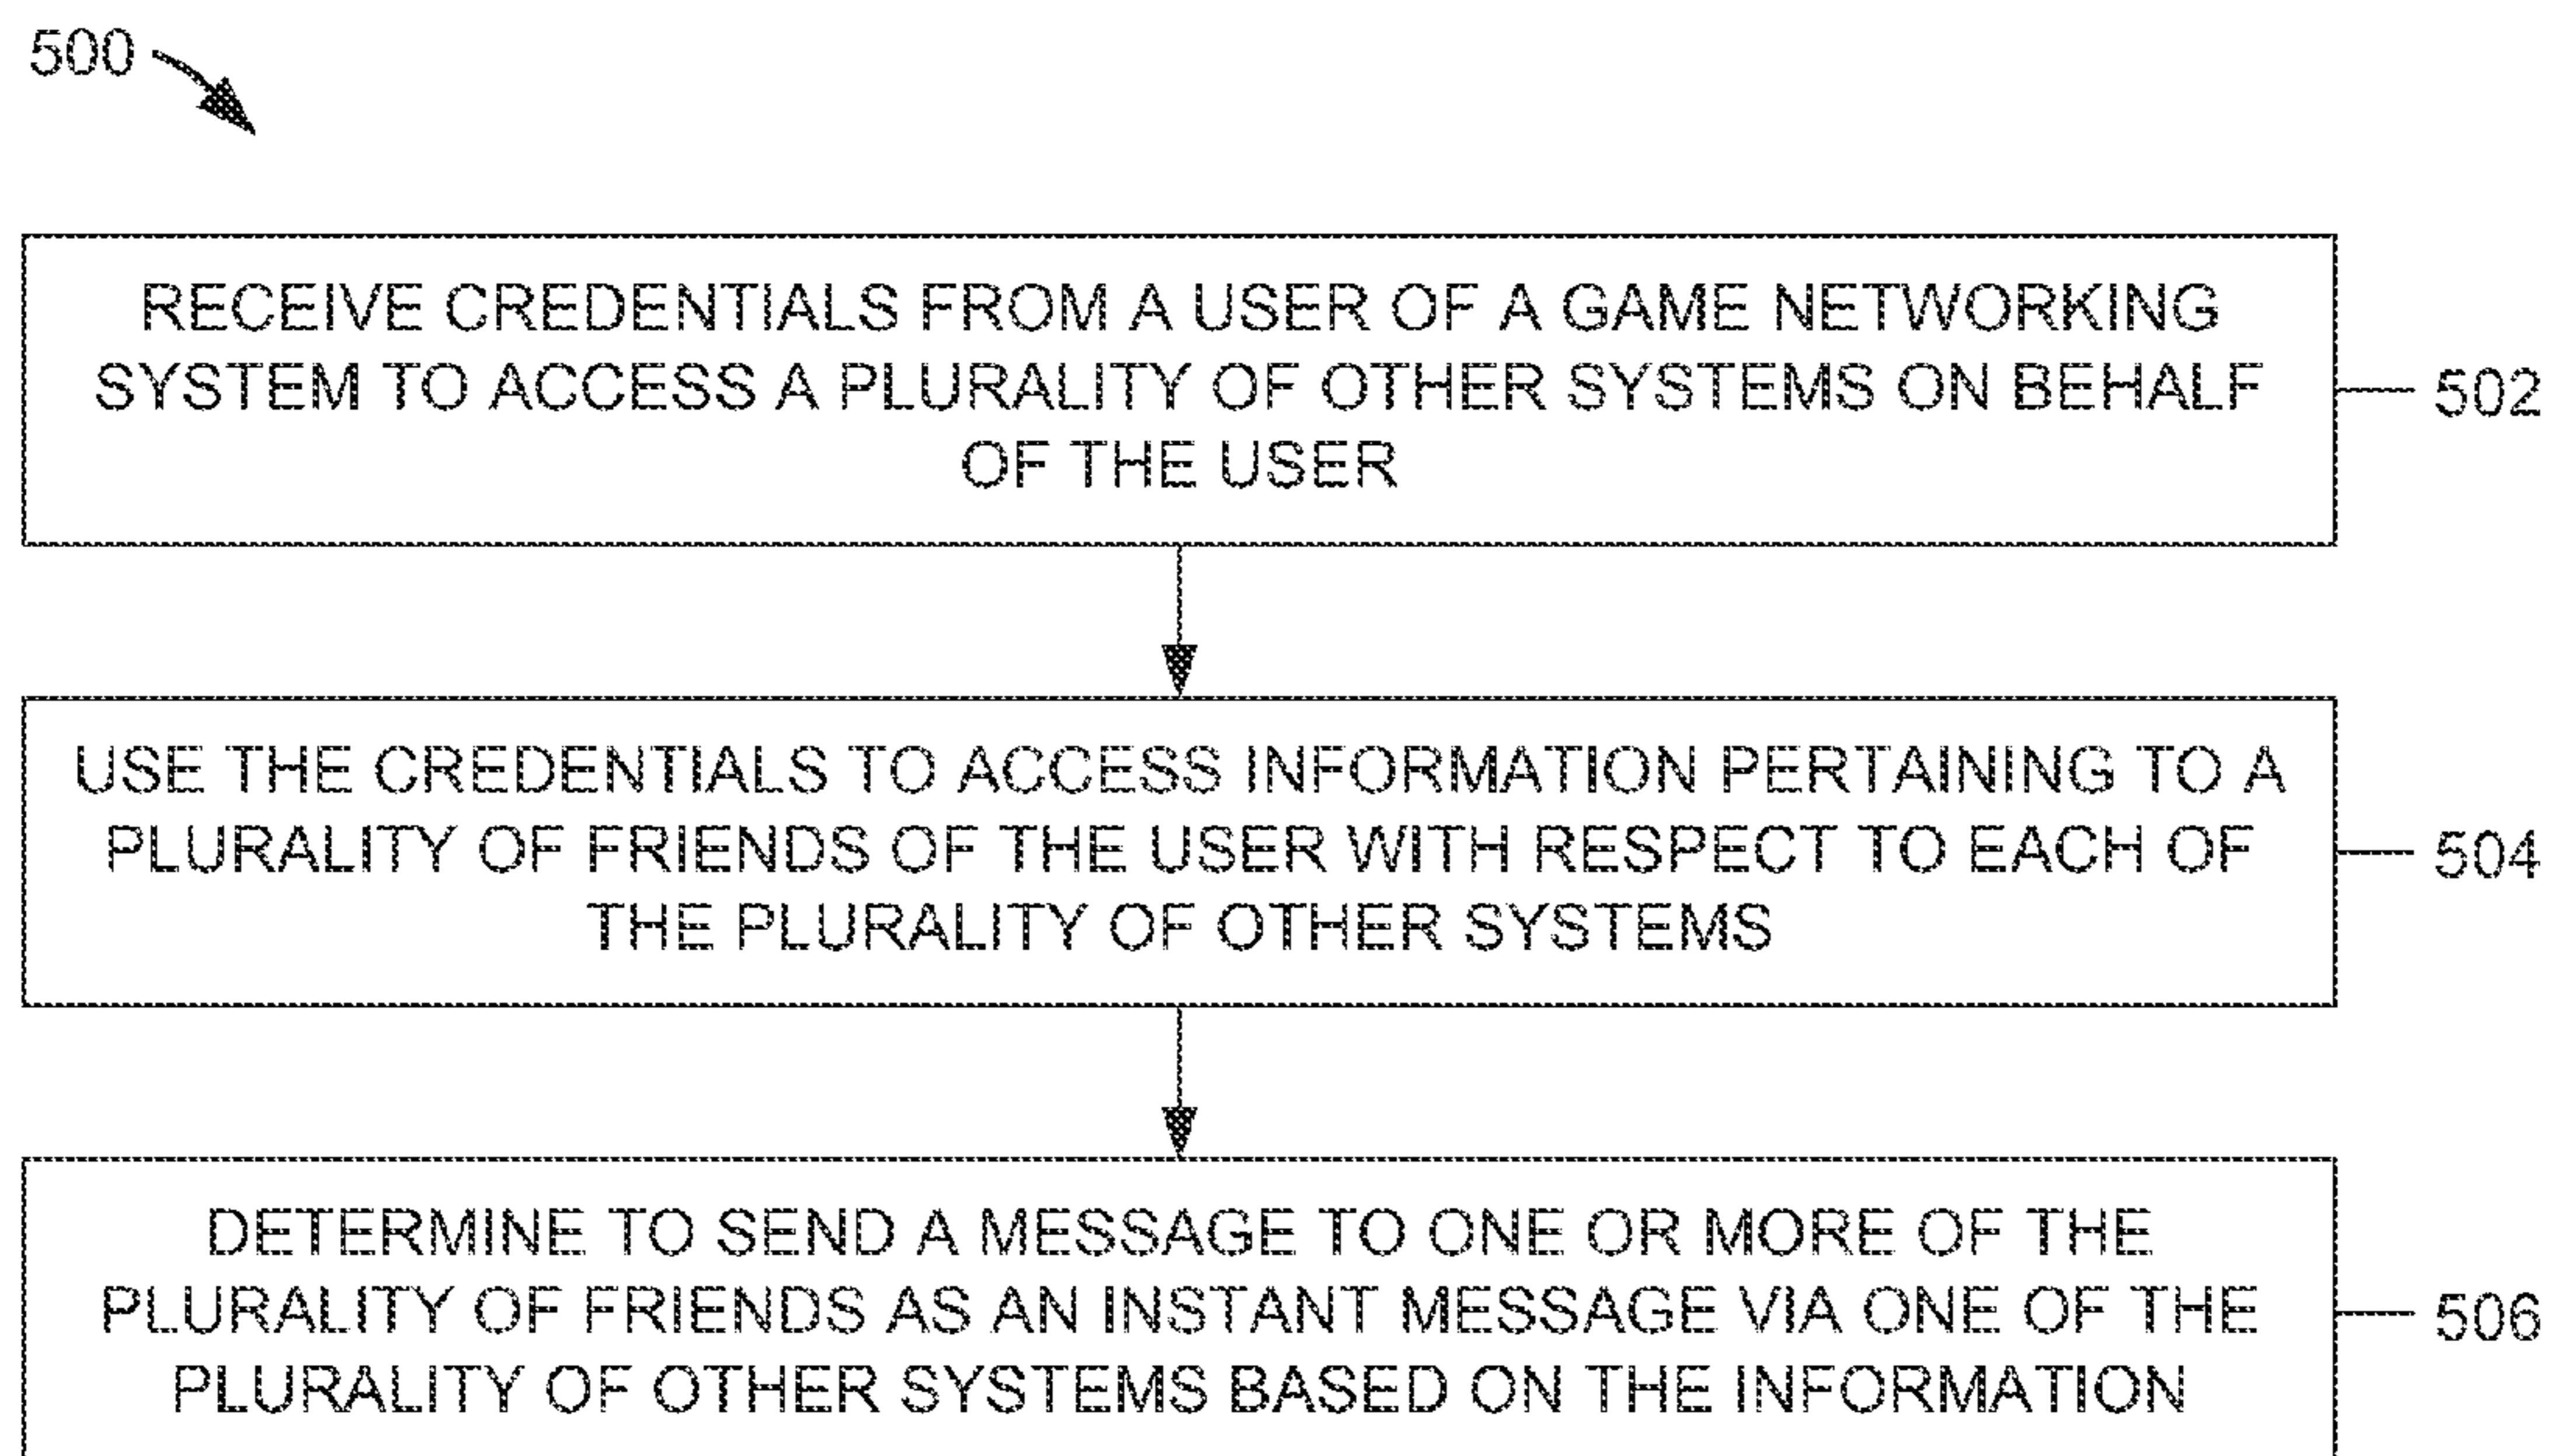 500
RECEIVE CREDENTIALS FROM A USER OF A GAME NETWORKING
SYSTEM TO ACCESS A PLURALITY OF OTHER SYSTEMS ON BEHALF
OF THE USER
502
USE THE CREDENTIALS TO ACCESS INFORMATION PERTAINING TO A
PLURALITY OF FRIENDS OF THE USER WITH RESPECT TO EACH OF
THE PLURALITY OF OTHER SYSTEMS
504
DETERMINE TO SEND A MESSAGE TO ONE OR MORE OF THE
PLURALITY OF FRIENDS AS AN INSTANT MESSAGE VIA ONE OF THE
PLURALITY OF OTHER SYSTEMS BASED ON THE INFORMATION
506